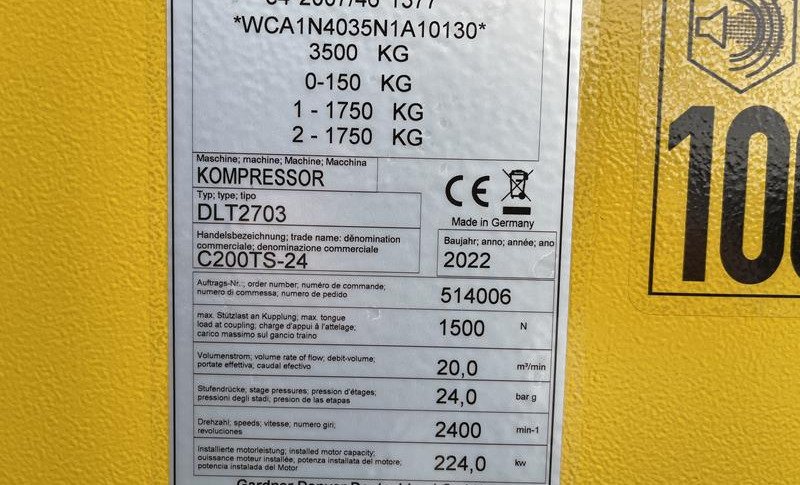 *WCA1N4035N1A10130*
3500 KG
0-150 KG
1 - 1750 KG
2 - 1750 KG
Maschine; machine; Machine; Macchina
KOMPRESSOR
Typ; type; tipo
DLT2703
CE
Made in Germany
Handelsbezeichnung; trade name: dénomination
commerciale; denominazione commerciale
C200TS-24
Baujahr; anno; année; ano
2022
Auftrags-Nr.,; order number; numéro de commande;
numero di commessa; numero de pedido
514006
max. Stützlast an Kupplung; max. tongue
load at coupling; charge d'appui à l'attelage;
carico massimo sul gancio traino
1500 N
Volumenstrom; volume rate of flow; debit-volume;
portate effettiva; caudal efectivo
20,0 m³/min
Stufendrücke; stage pressures; pression d'étages;
pressioni degli stadi; presion de las etapas
24,0 bar g
Drehzahl, speeds; vitesse; numero giri;
revoluciones
2400 min-1
Installierte motorleistung; installed motor capacity;
ouissance moteur installée, potenza installata del motore;
potencia instalada del Motor
224,0 kw